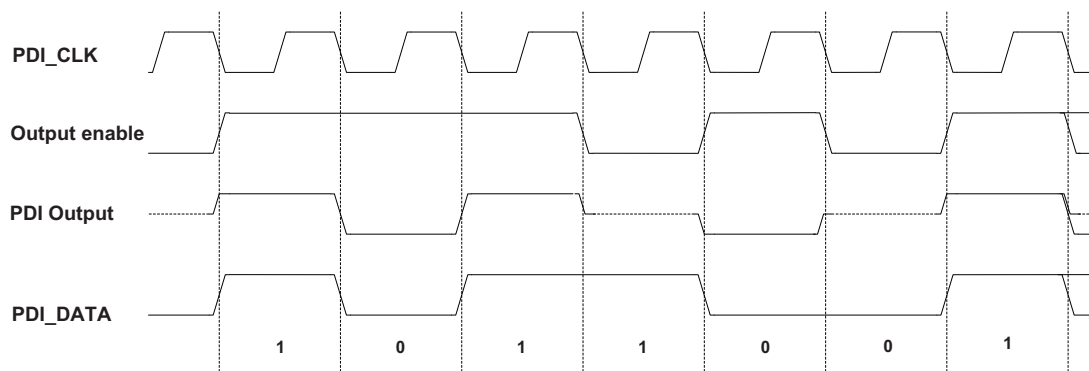 PDI_CLK
Output enable
PDI Output
PDI_DATA
1 0 1 1 0 0 1